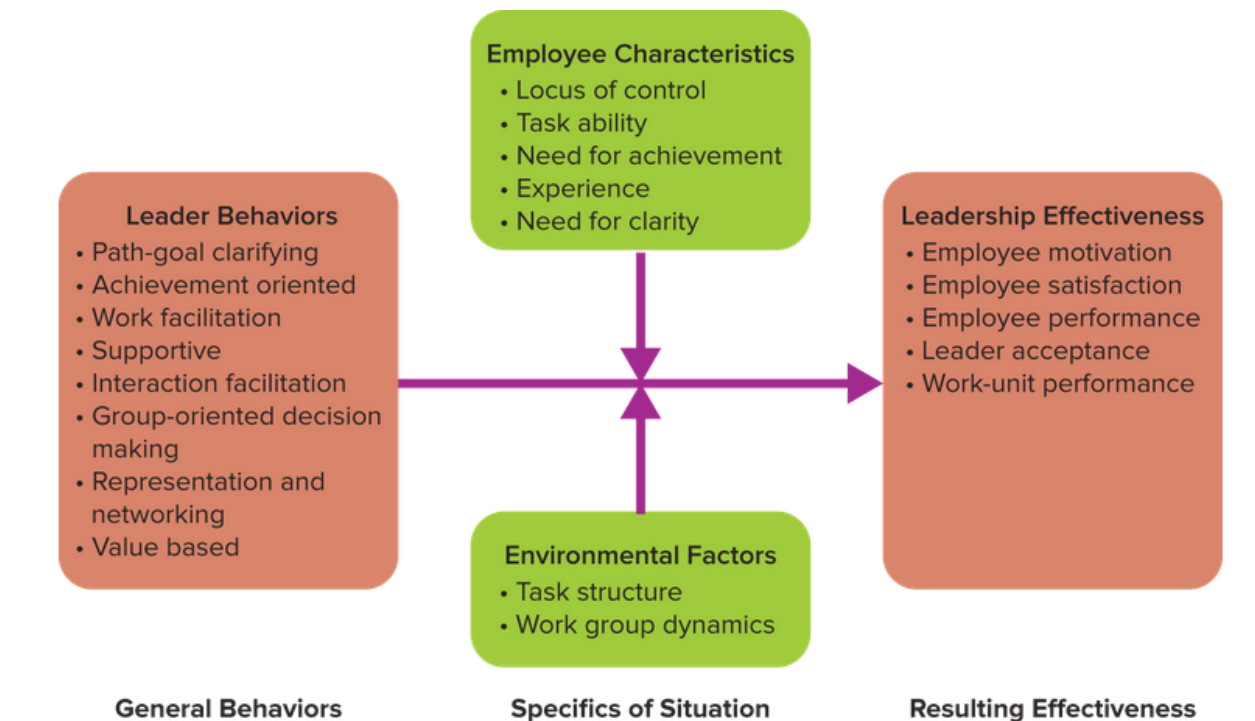 Employee Characteristics
• Locus of control
• Task ability
• Need for achievement
• Experience
• Need for clarity
Leader Behaviors
• Path-goal clarifying
• Achievement oriented
• Work facilitation
• Supportive
• Interaction facilitation
• Group-oriented decision
making
• Representation and
networking
• Value based
Leadership Effectiveness
• Employee motivation
• Employee satisfaction
• Employee performance
• Leader acceptance
• Work-unit performance
Environmental Factors
• Task structure
• Work group dynamics
General Behaviors
Specifics of Situation
Resulting Effectiveness